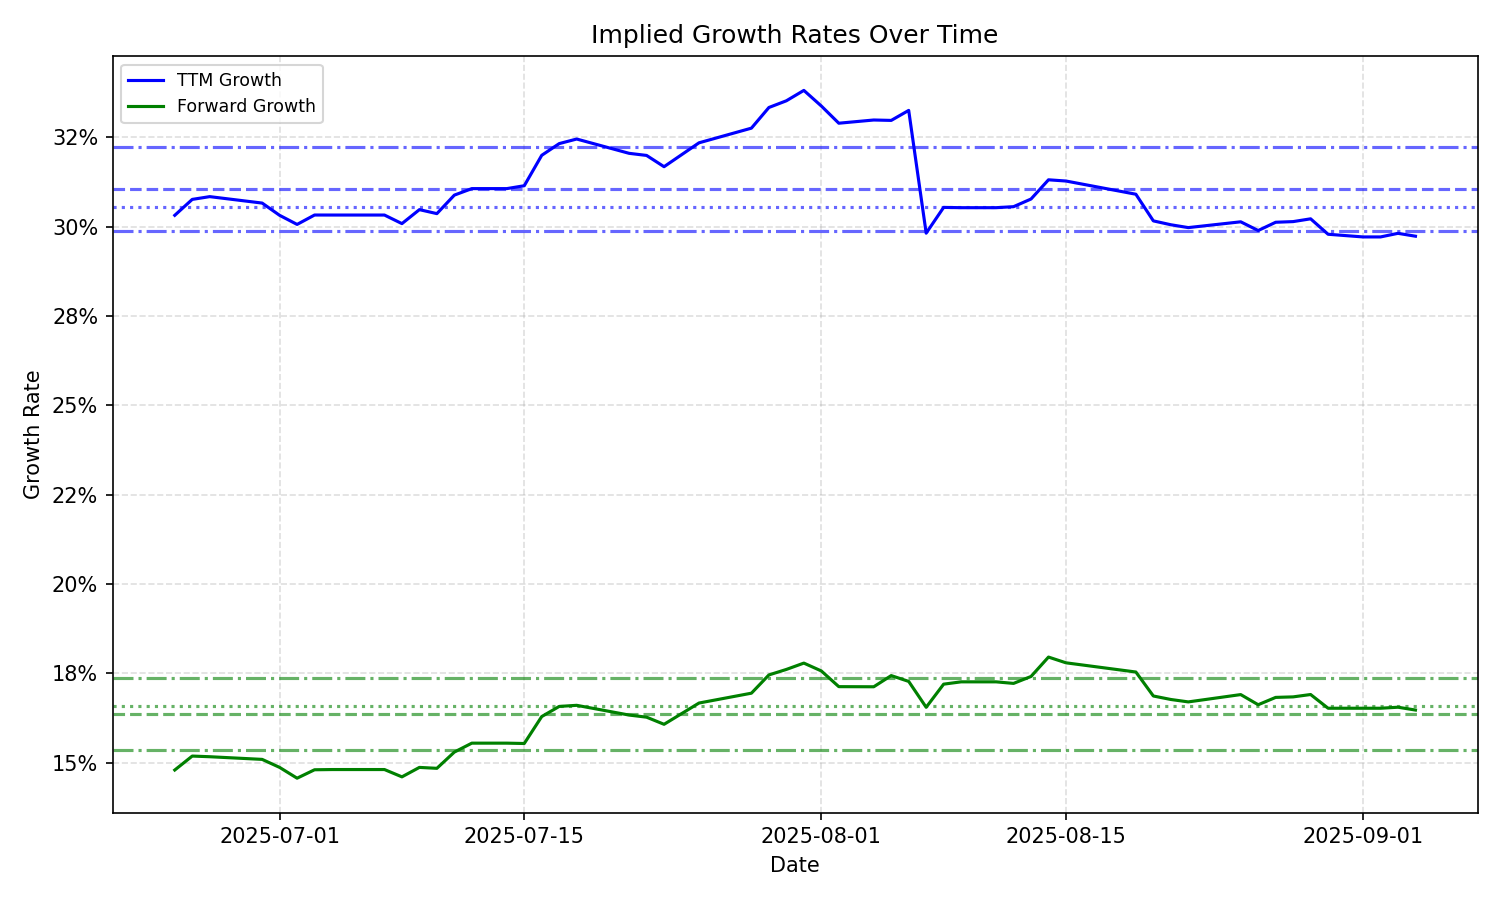 Implied Growth Rates Over Time
TTM Growth
Forward Growth
32%
30%
28%
25%
22%
20%
18%
15%
Growth Rate
2025-07-01
2025-07-15
2025-08-01
2025-08-15
2025-09-01
Date